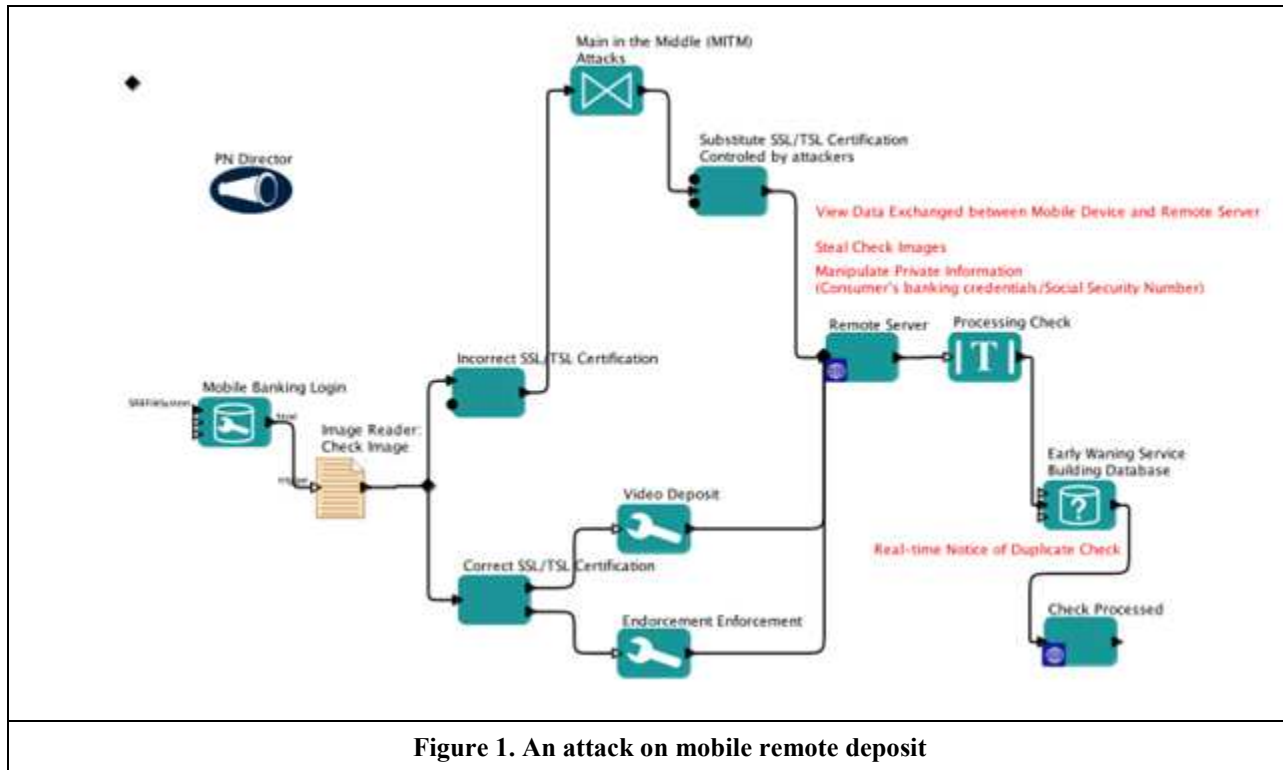 Main in the Middle (MITM)
Attacks
PN Director
Substitute SSL/TSL Certification
Controled by attackers
View Data Exchanged between Mobile Device and Remote Server
Steal Check Images
Manipulate Private Information
(Consumer's banking credentials/Social Security Number)
Remote Server
Processing Check
T
Incorrect SSL/TSL Certification
Mobile Banking Login
Image Reader:
Check Image
Early Waning Service
Building Database
?
Video Deposit
Real-time Notice of Duplicate Check
Correct SSL/TSL Certification
Check Processed
Endorcement Enforcement
Figure 1. An attack on mobile remote deposit